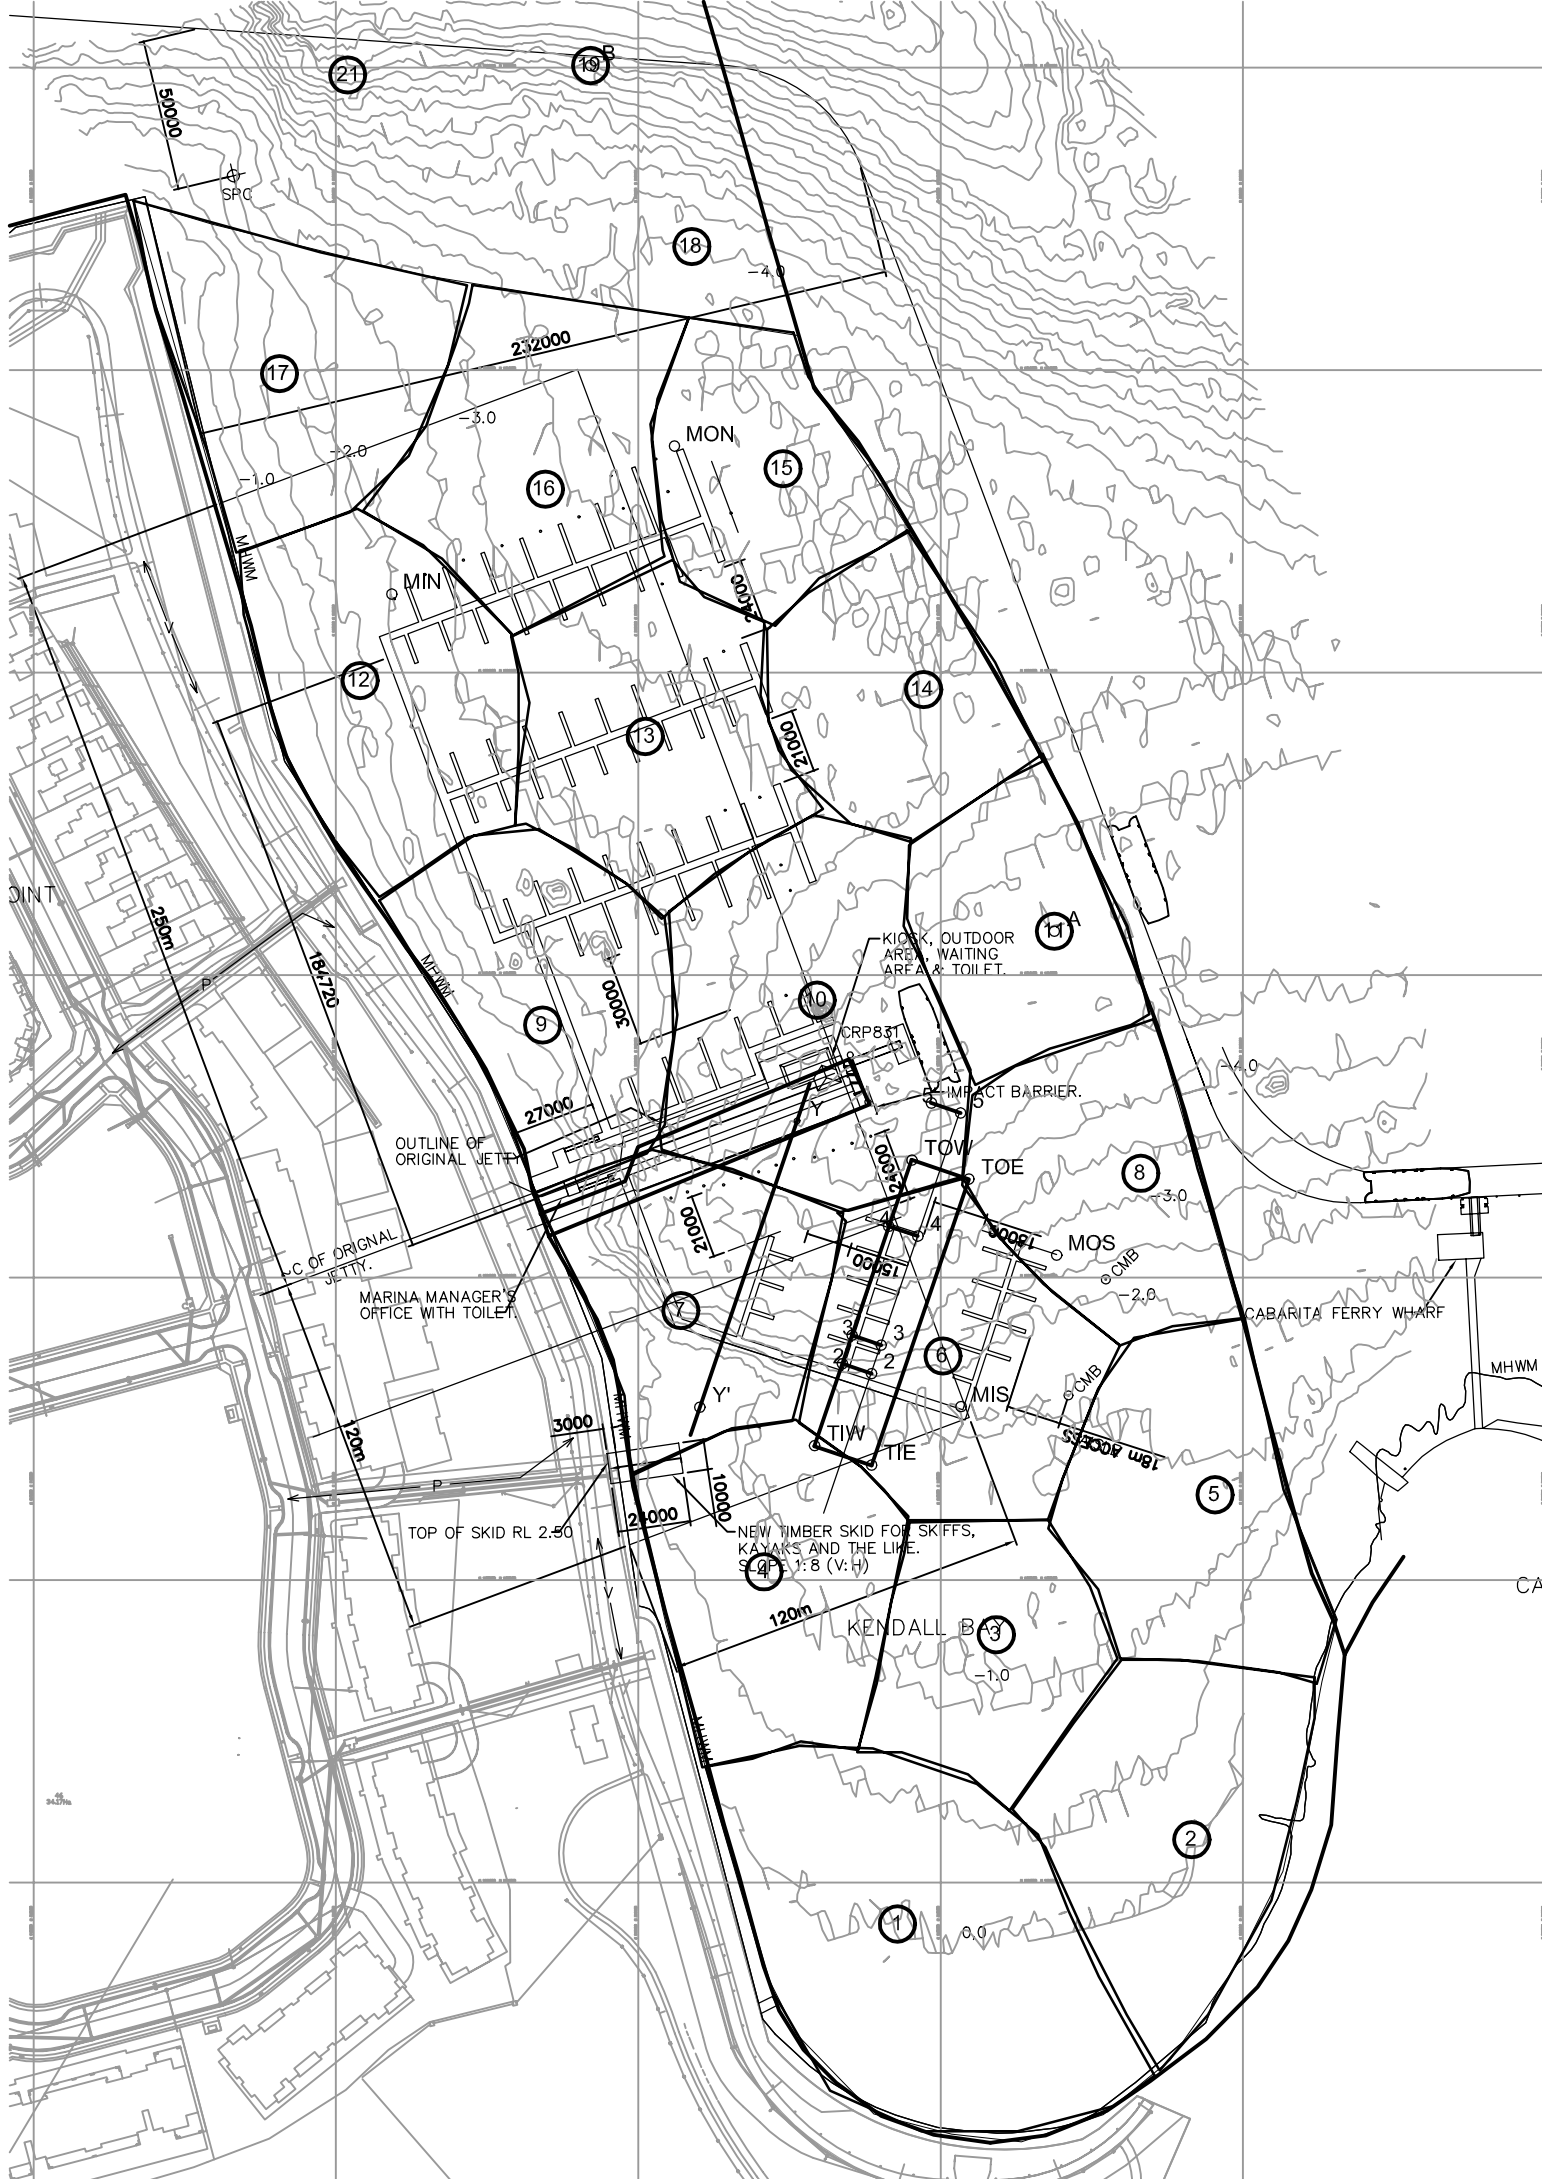 B
19
21
50000
SPC
18
-4.0
232000
17
-3.0
MON
-2.0
15
-1.0
16
MHWM
24000
MIN
V
12
14
13
21000
250m
A
11
KIOSK, OUTDOOR
AREA, WAITING
AREA & TOILET.
184720
P
MHWM
30000
10
9
CRP831
-4.0
5
IMPACT BARRIER.
5
27000
Y
OUTLINE OF
ORIGINAL JETTY
TOW
TOE
8
-3.0
24000
21000
4
4
18000
MOS
℄ OF ORIGNAL
JETTY.
15000
CMB
MARINA MANAGER'S
OFFICE WITH TOILET.
7
-2.0
CABARITA FERRY WHARF
3
3
6
2
2
MHWM
CMB
Y'
MIS
MHWM
3000
TIW
120m
TIE
18m ACCESS
P
10000
5
24000
TOP OF SKID RL 2.50
NEW TIMBER SKID FOR SKIFFS,
KAYAKS AND THE LIKE.
SLOPE 1:8 (V:H)
4
V
120m
KENDALL BAY
3
-1.0
MHWM
2
1
0.0